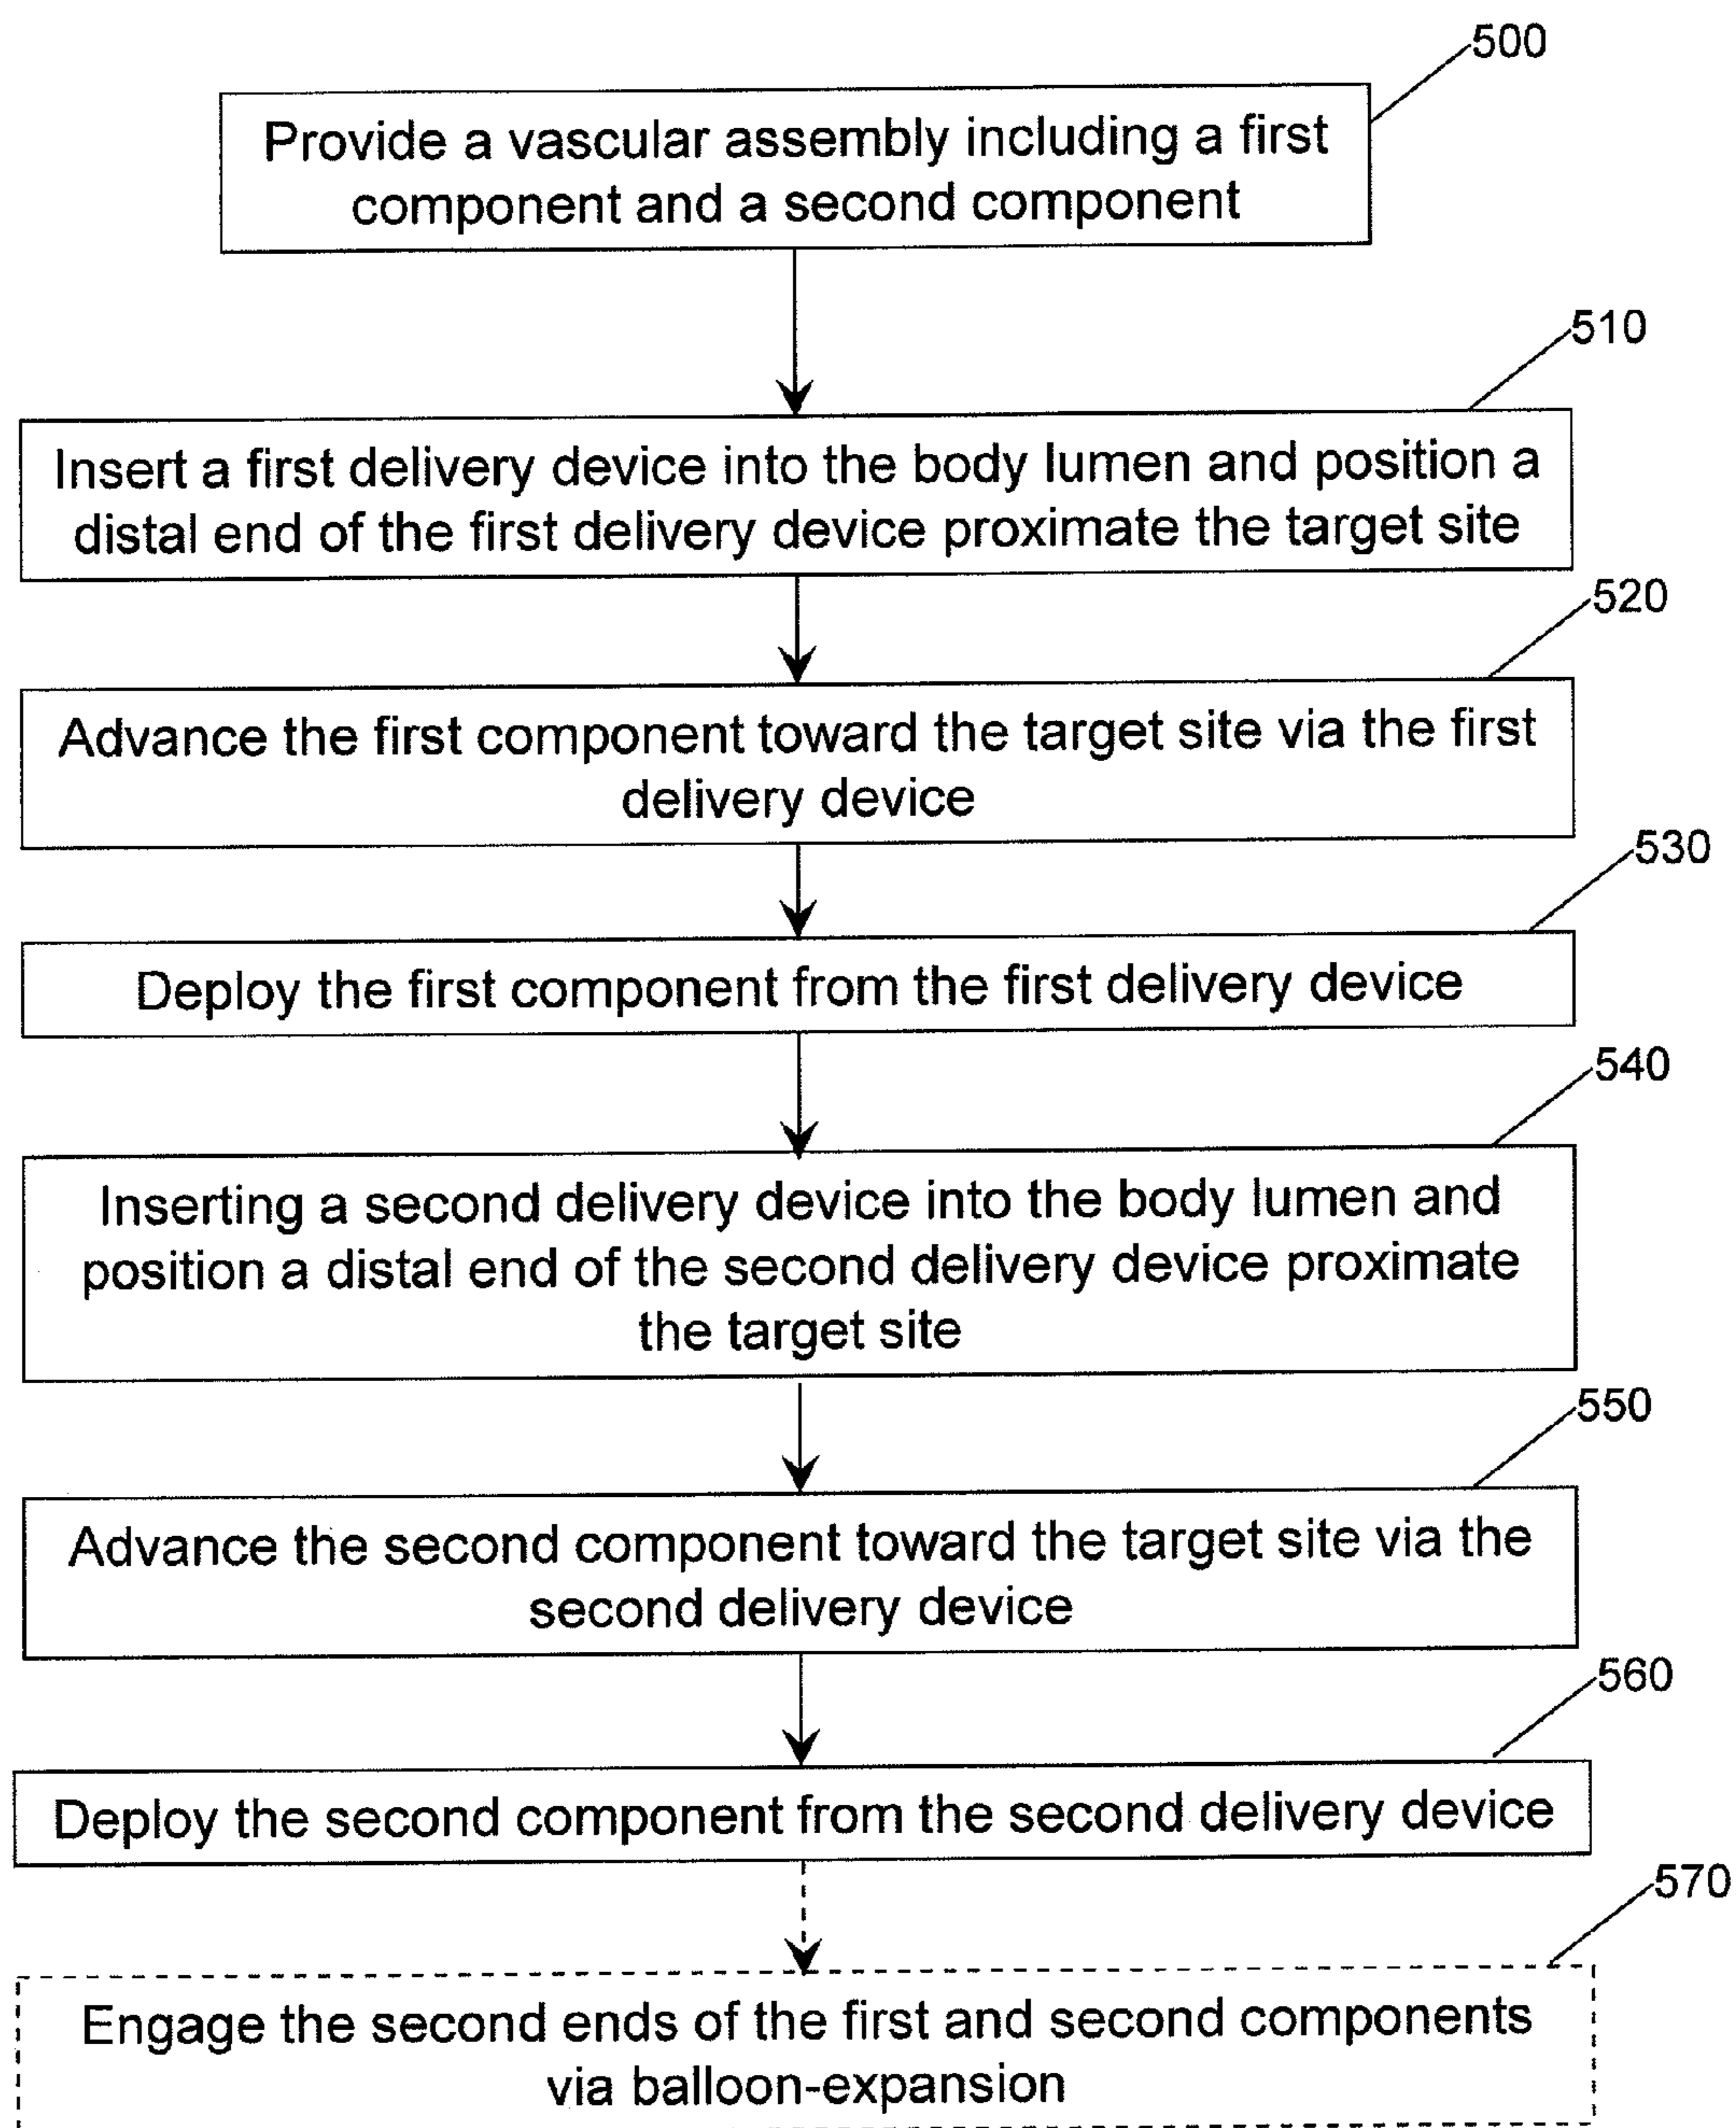 500
Provide a vascular assembly including a first
component and a second component
510
Insert a first delivery device into the body lumen and position a
distal end of the first delivery device proximate the target site
520
Advance the first component toward the target site via the first
delivery device
530
Deploy the first component from the first delivery device
540
Inserting a second delivery device into the body lumen and
position a distal end of the second delivery device proximate
the target site
550
Advance the second component toward the target site via the
second delivery device
560
Deploy the second component from the second delivery device
570
Engage the second ends of the first and second components
via balloon-expansion